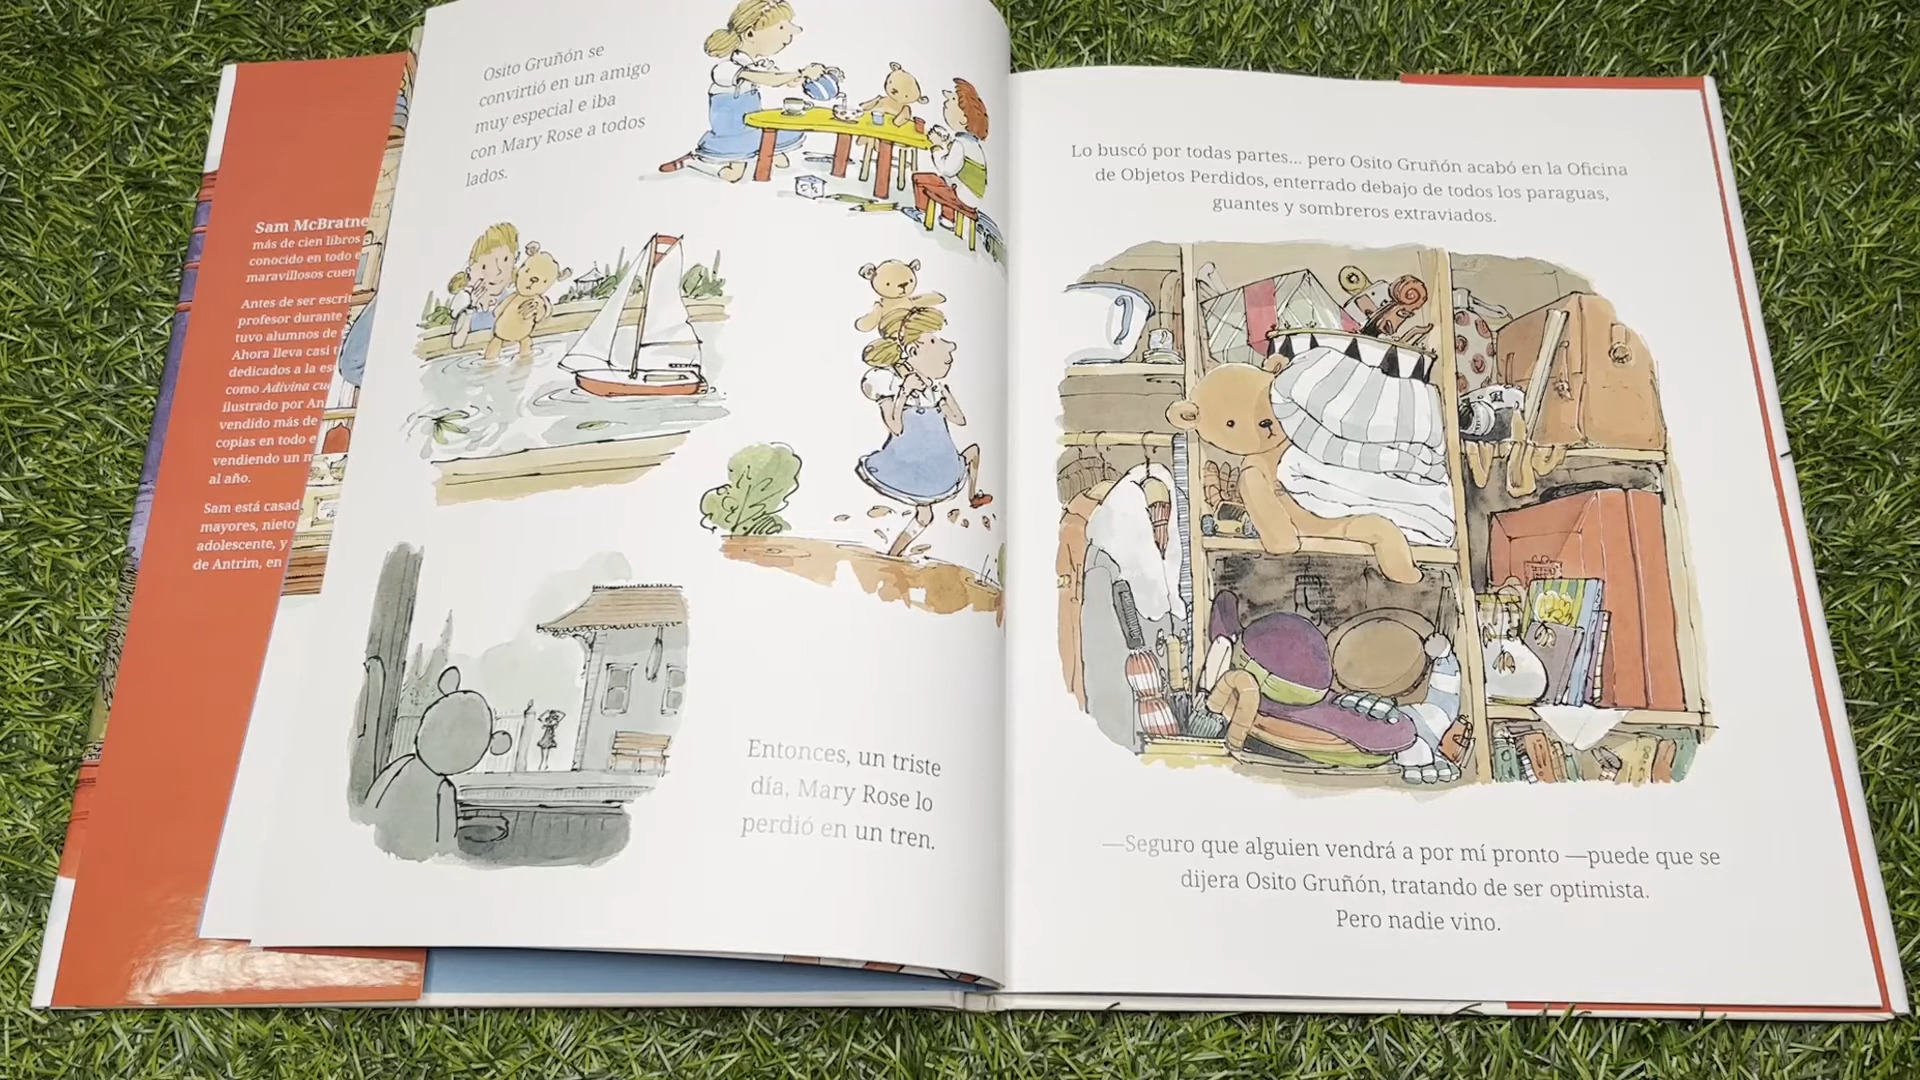 Sam McBratne
más de cien libros
conocido en todo e
maravillosos cuen
Antes de ser escrit
profesor durante
tuvo alumnos de
Ahora lleva casi t
dedicados a la es
como Adivina cu
ilustrado por An
vendido más de
copias en todo e
vendiendo un m
al año.
Sam está casad
mayores, nieto
adolescente, y
de Antrim, en
Osito Gruñón se
convirtió en un amigo
muy especial e iba
con Mary Rose a todos
lados.
Entonces, un triste
día, Mary Rose lo
perdió en un tren.
Lo buscó por todas partes... pero Osito Gruñón acabó en la Oficina
de Objetos Perdidos, enterrado debajo de todos los paraguas,
guantes y sombreros extraviados.
—Seguro que alguien vendrá a por mí pronto —puede que se
dijera Osito Gruñón, tratando de ser optimista.
Pero nadie vino.